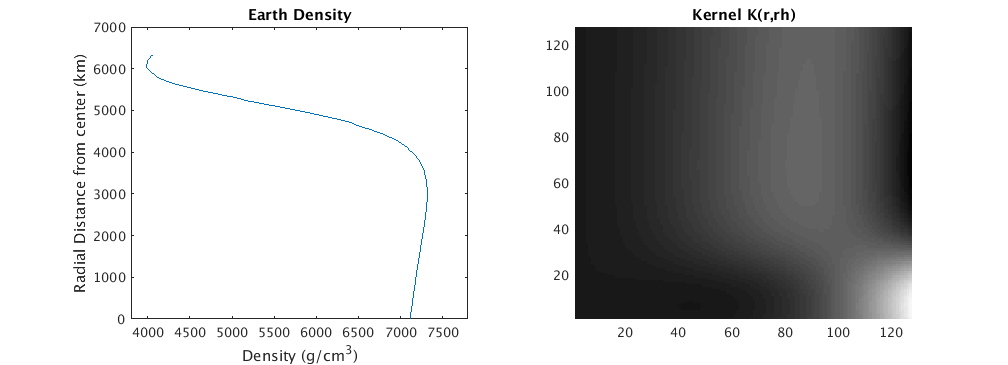 Earth Density
7000
6000
5000
4000
3000
2000
1000
0
Radial Distance from center (km)
4000 4500 5000 5500 6000 6500 7000 7500
Density (g/cm³)
Kernel K(r,rh)
120
100
80
60
40
20
20 40 60 80 100 120